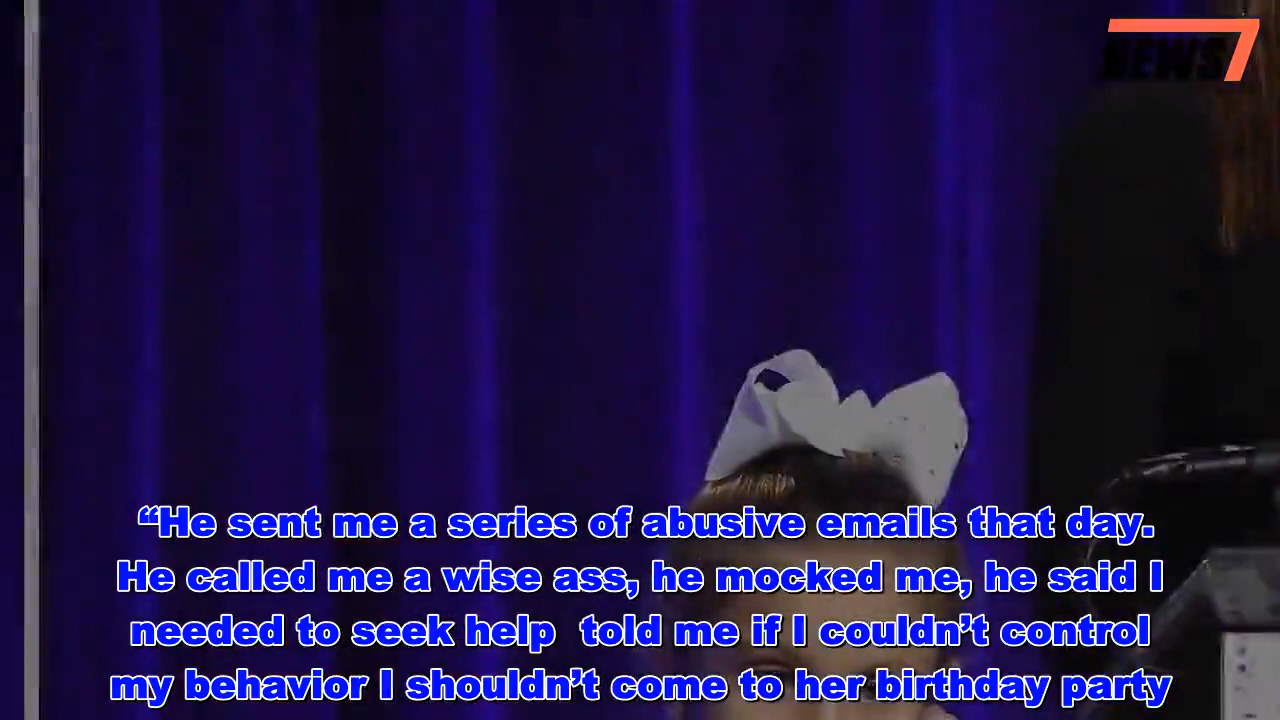 NEWS7
“He sent me a series of abusive emails that day.
He called me a wise ass, he mocked me, he said I
needed to seek help  told me if I couldn’t control
my behavior I shouldn’t come to her birthday party